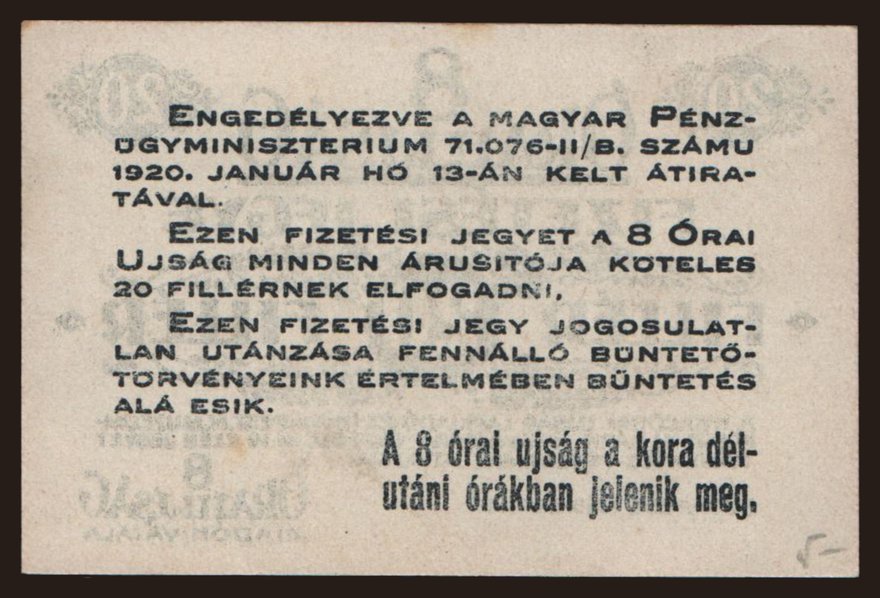 ENGEDÉLYEZVE A MAGYAR PÉNZ-
ÜGYMINISZTERIUM 71.076-II/B. SZÁMU
1920. JANUÁR HÓ 13-ÁN KELT ÁTIRA-
TÁVAL.
EZEN FIZETÉSI JEGYET A 8 ÓRAI
UJSÁG MINDEN ÁRUSITÓJA KÖTELES
20 FILLÉRNEK ELFOGADNI.
EZEN FIZETÉSI JEGY JOGOSULAT-
LAN UTÁNZÁSA FENNÁLLÓ BÜNTETŐ-
TÖRVÉNYEINK ÉRTELMÉBEN BÜNTETÉS
ALÁ ESIK.
A 8 órai ujság a kora dél-
utáni órákban jelenik meg.
5-